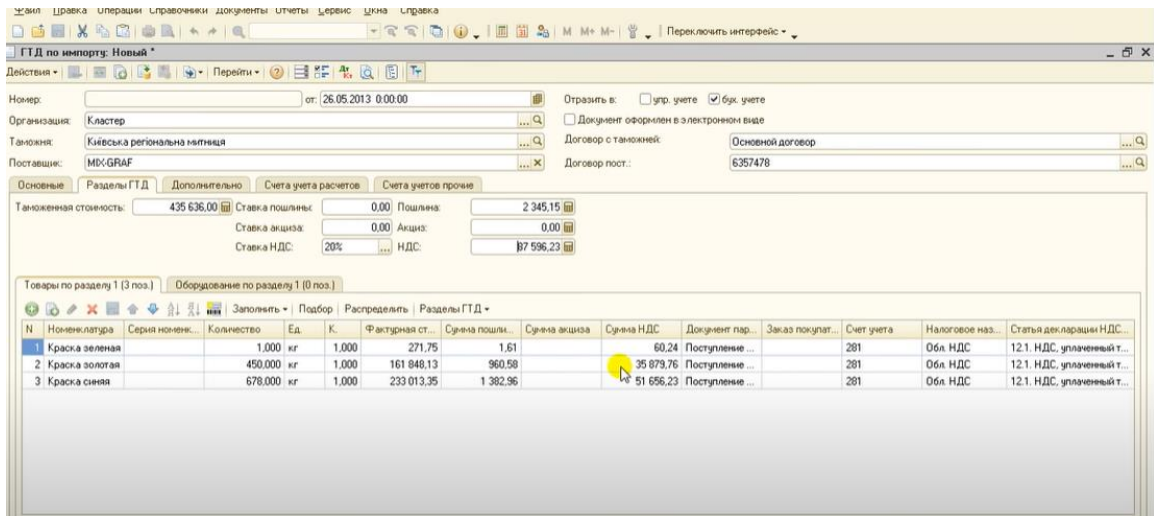 Файл Правка Операции Справочники Документы Отчеты Сервис Окна Справка
M M+ M- Переключить интерфейс
ГТД по импорту: Новый *
Действия Перейти
Номер: от: 26.05.2013 0:00:00 Отразить в: упр. учете бух. учете
Организация: Кластер ... Документ оформлен в электронном виде
Таможня: Київська регіональна митниця ... Договор с таможней: Основной договор ...
Поставщик: MIX-GRAF ... Договор пост.: 6357478 ...
Основные Разделы ГТД Дополнительно Счета учета расчетов Счета учетов прочие
Таможенная стоимость: 435 636,00 Ставка пошлины: 0,00 Пошлина: 2 345,15
Ставка акциза: 0,00 Акциз: 0,00
Ставка НДС: 20% ... НДС: 87 596,23
Товары по разделу 1 (3 поз.) Оборудование по разделу 1 (0 поз.)
Заполнить Подбор Распределить Разделы ГТД
N Номенклатура Серия номенк... Количество Ед. К. Фактурная ст... Сумма пошли... Сумма акциза Сумма НДС Документ пар... Заказ покупат... Счет учета Налоговое наз... Статья декларации НДС...
1 Краска зеленая 1,000 кг 1,000 271,75 1,61 60,24 Поступление ... 281 Обл. НДС 12.1. НДС, уплаченный т...
2 Краска золотая 450,000 кг 1,000 161 848,13 960,58 35 879,76 Поступление ... 281 Обл. НДС 12.1. НДС, уплаченный т...
3 Краска синяя 678,000 кг 1,000 233 013,35 1 382,96 51 656,23 Поступление ... 281 Обл. НДС 12.1. НДС, уплаченный т...